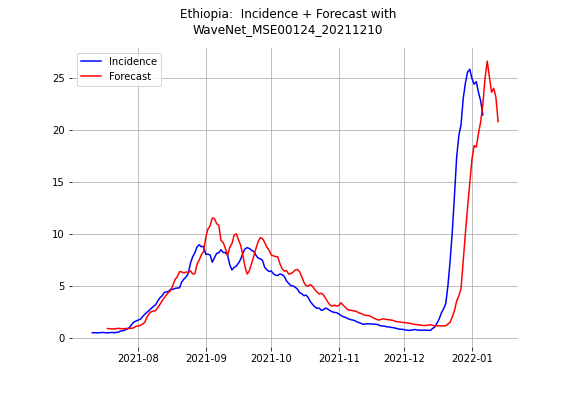 Ethiopia:  Incidence + Forecast with
WaveNet_MSE00124_20211210
Incidence
Forecast
25
20
15
10
5
0
2021-08 2021-09 2021-10 2021-11 2021-12 2022-01